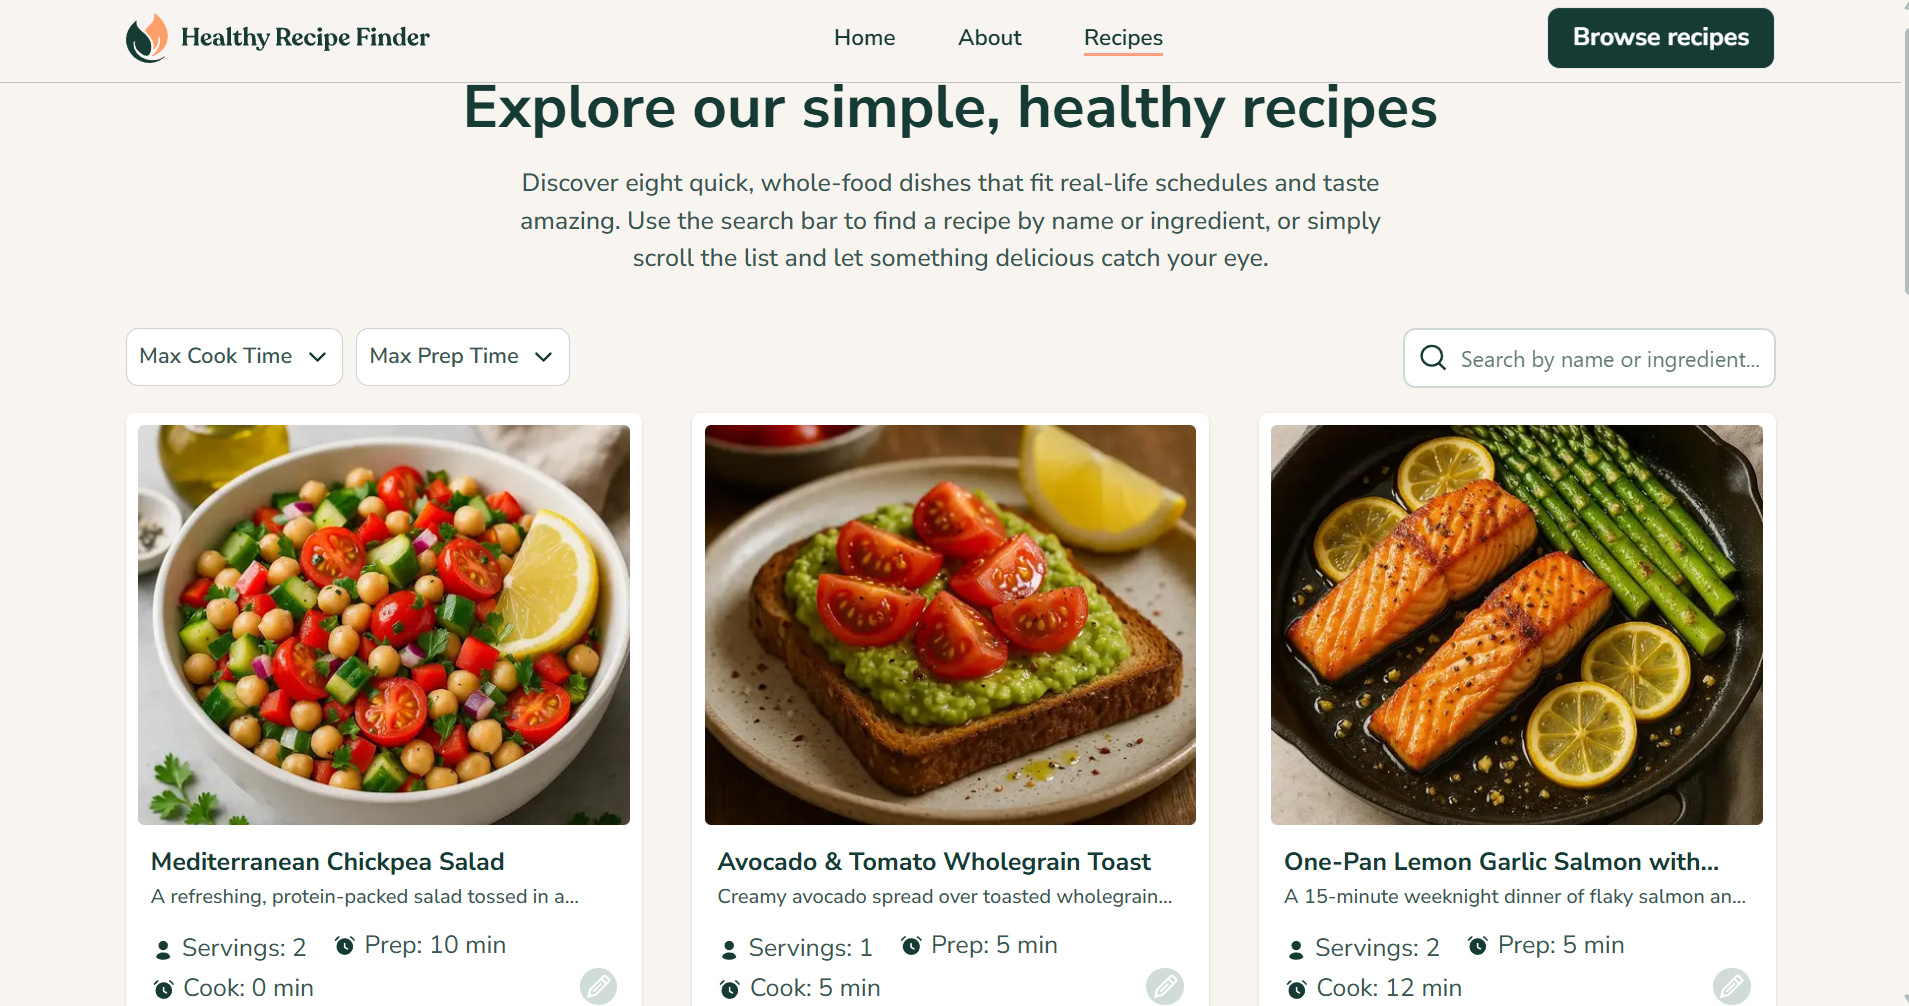 Healthy Recipe Finder
Home
About
Recipes
Browse recipes
Explore our simple, healthy recipes
Discover eight quick, whole-food dishes that fit real-life schedules and taste
amazing. Use the search bar to find a recipe by name or ingredient, or simply
scroll the list and let something delicious catch your eye.
Max Cook Time
Max Prep Time
Search by name or ingredient...
Mediterranean Chickpea Salad
A refreshing, protein-packed salad tossed in a...
Servings: 2
Prep: 10 min
Cook: 0 min
Avocado & Tomato Wholegrain Toast
Creamy avocado spread over toasted wholegrain...
Servings: 1
Prep: 5 min
Cook: 5 min
One-Pan Lemon Garlic Salmon with...
A 15-minute weeknight dinner of flaky salmon an...
Servings: 2
Prep: 5 min
Cook: 12 min